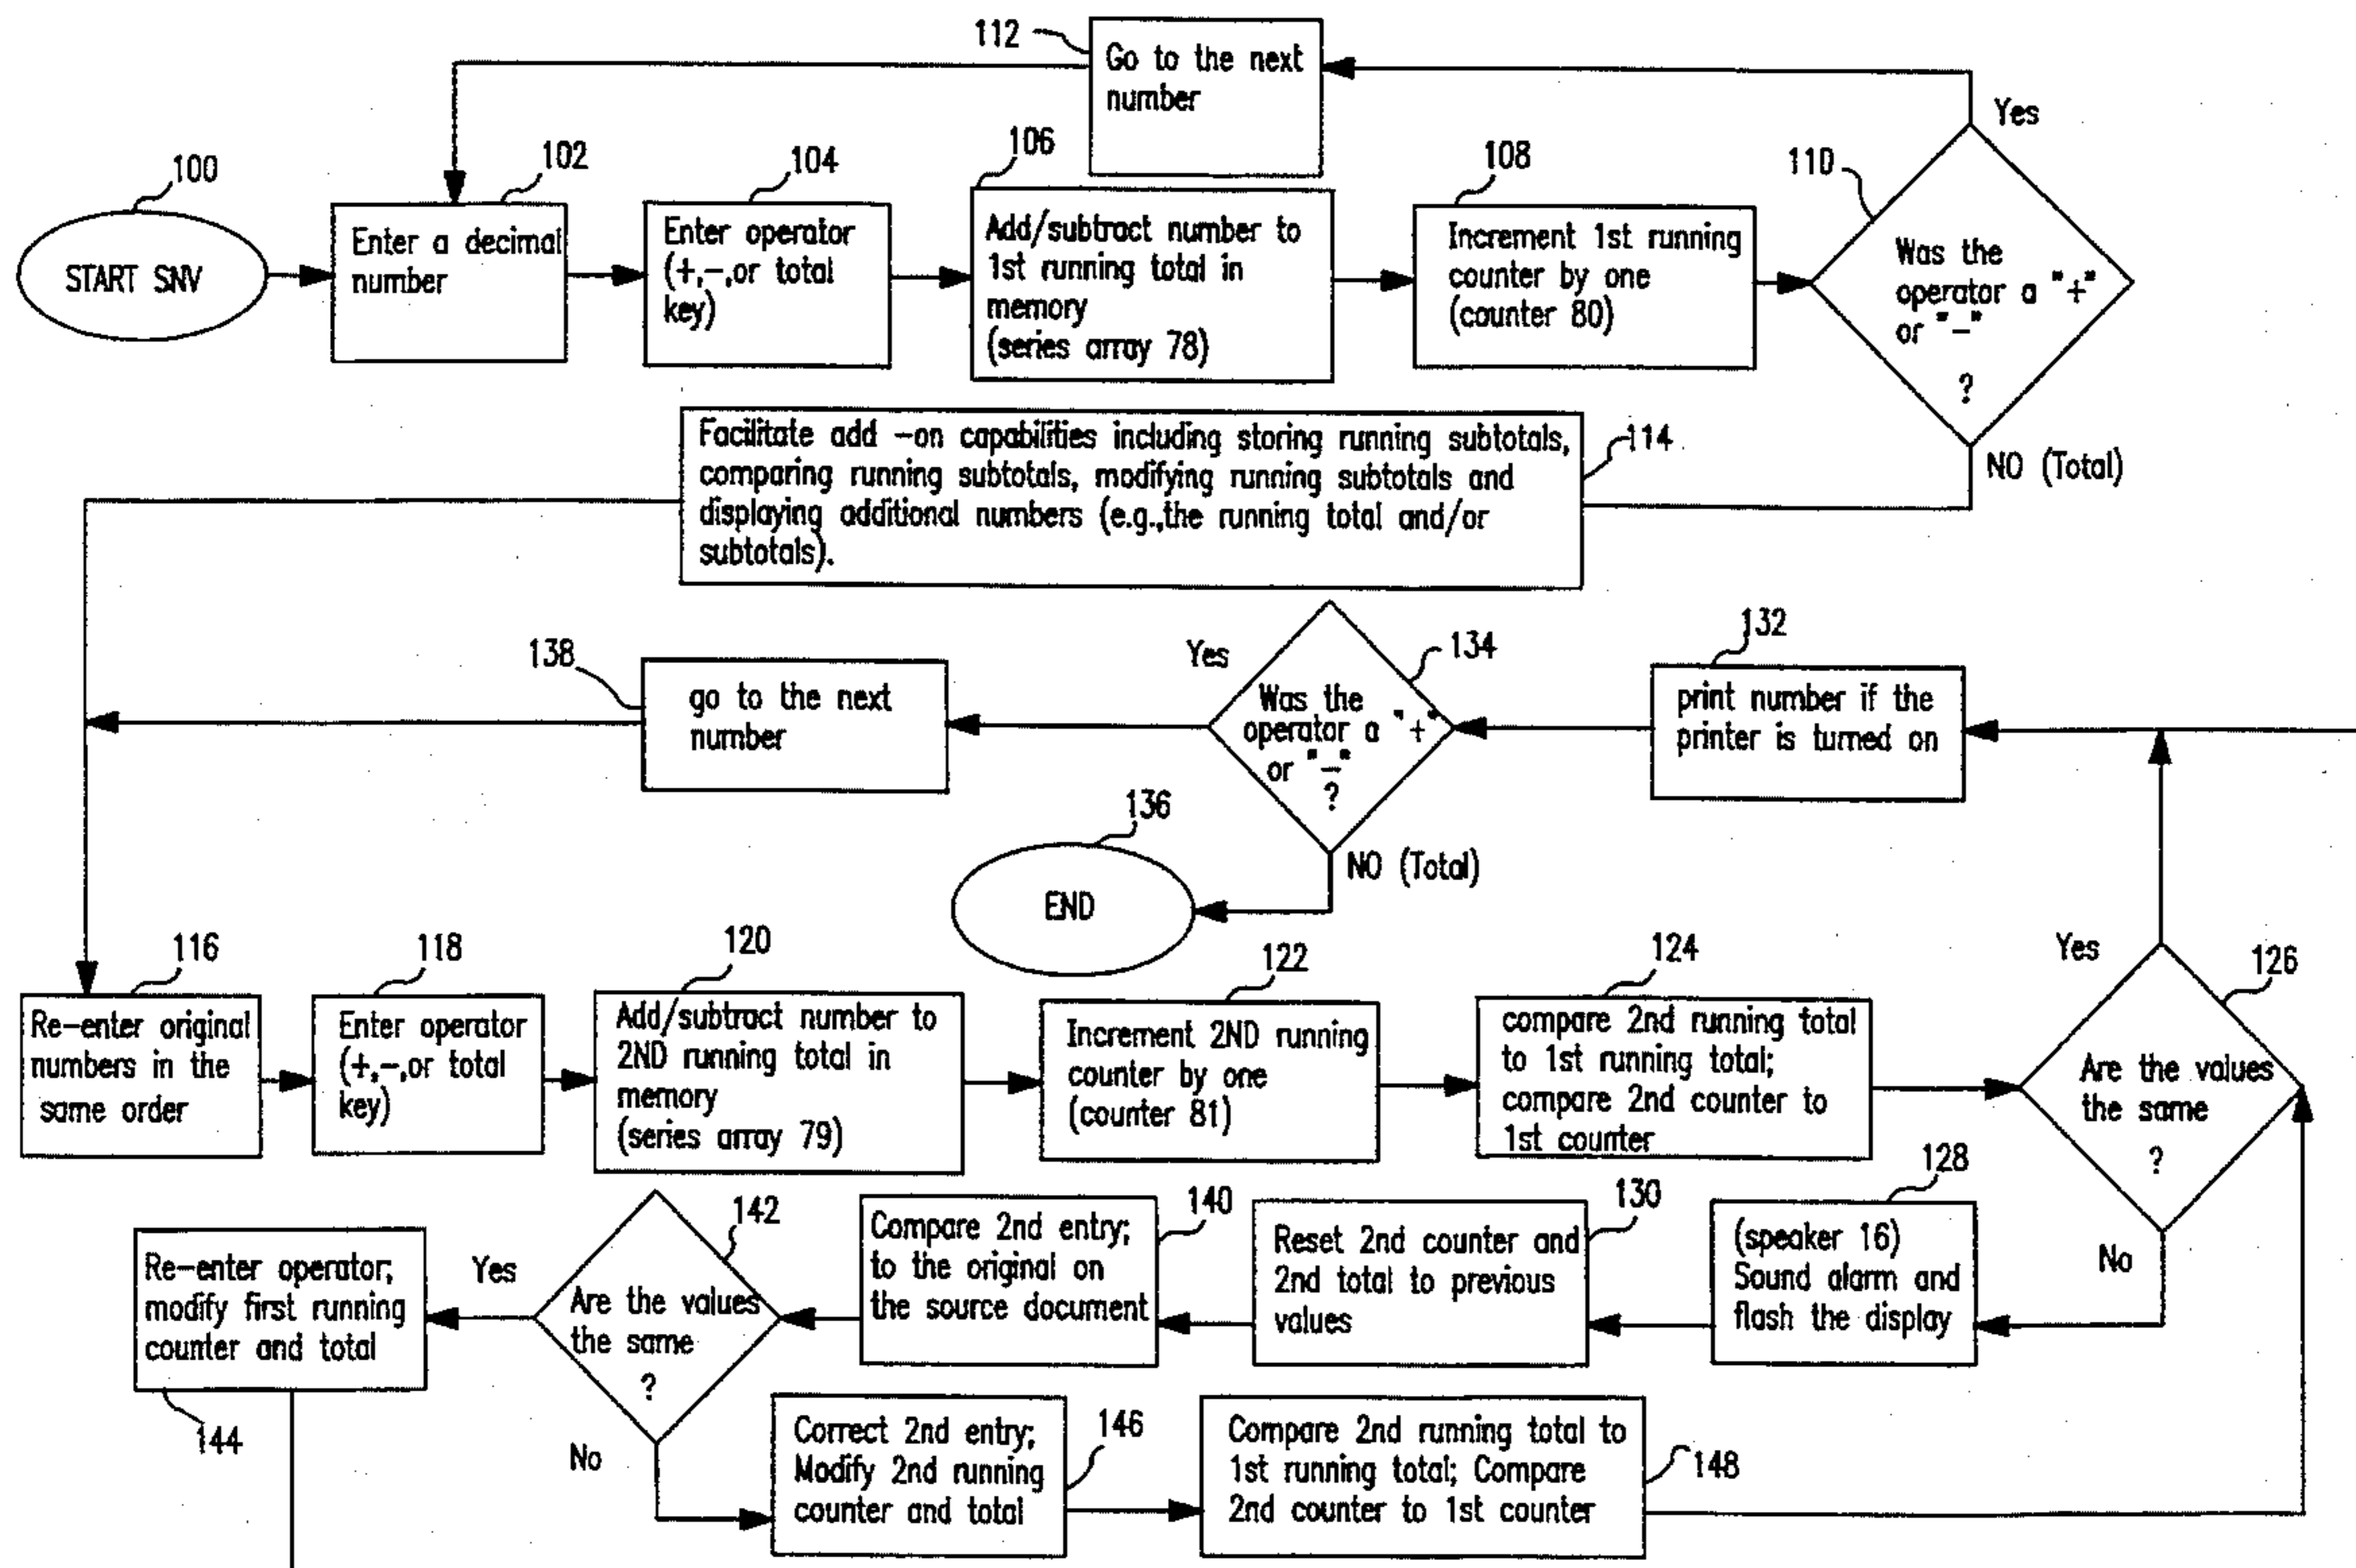 112
Go to the next
number
Yes
100
START SNV
102
Enter a decimal
number
104
Enter operator
(+,-,or total
key)
106
Add/subtract number to
1st running total in
memory
(series array 78)
108
Increment 1st running
counter by one
(counter 80)
110
Was the
operator a "+"
or "-"
?
NO (Total)
Facilitate add -on capabilities including storing running subtotals,
comparing running subtotals, modifying running subtotals and
displaying additional numbers (e.g.,the running total and/or
subtotals).
114
138
go to the next
number
Yes
134
Was the
operator a "+"
or "-"
?
132
print number if the
printer is turned on
136
END
NO (Total)
116
Re-enter original
numbers in the
same order
118
Enter operator
(+,-,or total
key)
120
Add/subtract number to
2ND running total in
memory
(series array 79)
122
Increment 2ND running
counter by one
(counter 81)
124
compare 2nd running total
to 1st running total;
compare 2nd counter to
1st counter
Yes
126
Are the values
the same
?
No
128
(speaker 16)
Sound alarm and
flash the display
130
Reset 2nd counter and
2nd total to previous
values
140
Compare 2nd entry;
to the original on
the source document
142
Are the values
the same
?
Yes
Re-enter operator;
modify first running
counter and total
144
No
Correct 2nd entry;
Modify 2nd running
counter and total
146
Compare 2nd running total to
1st running total; Compare
2nd counter to 1st counter
148